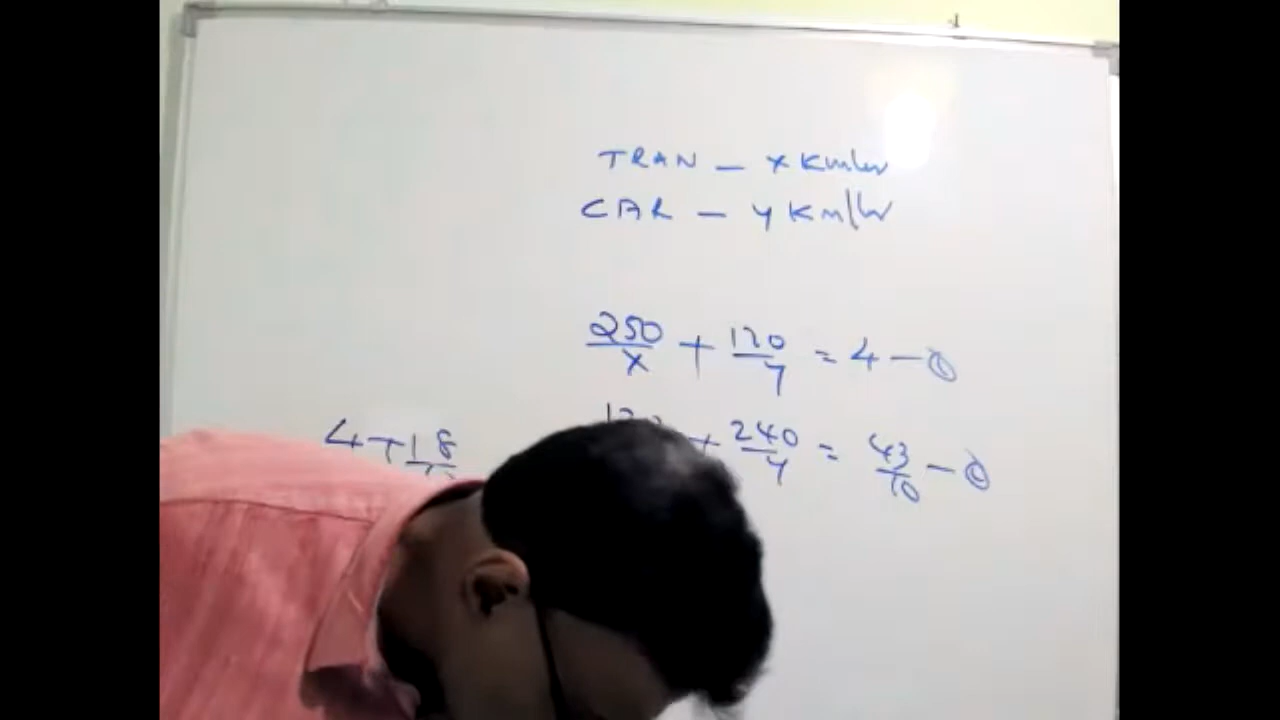 TRAN - x Km/hr
CAR - y Km/hr
250/x + 120/y = 4 - ①
+ 240/y = 43/10 - ②
4 + 18